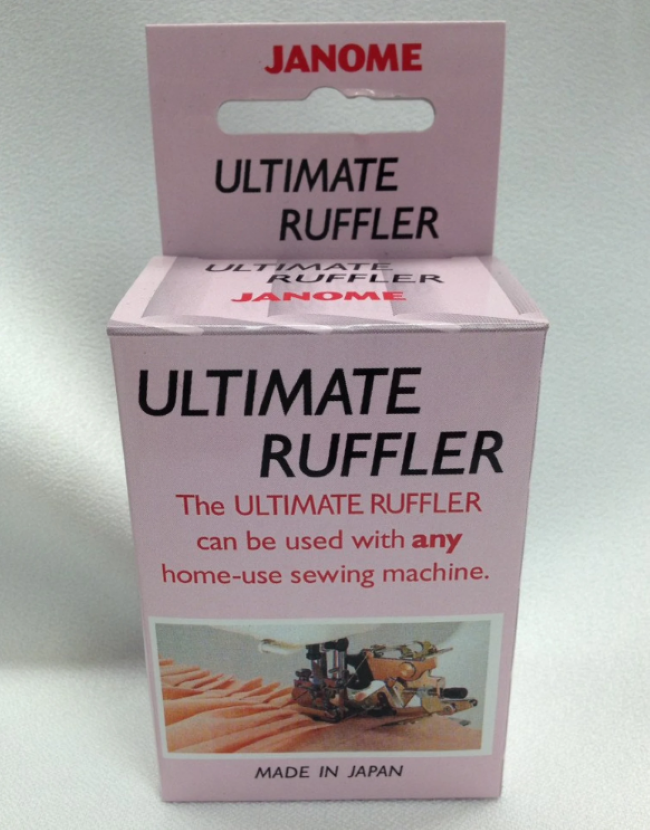 JANOME
ULTIMATE
RUFFLER
ULTIMATE
RUFFLER
JANOME
ULTIMATE
RUFFLER
The ULTIMATE RUFFLER
can be used with any
home-use sewing machine.
MADE IN JAPAN